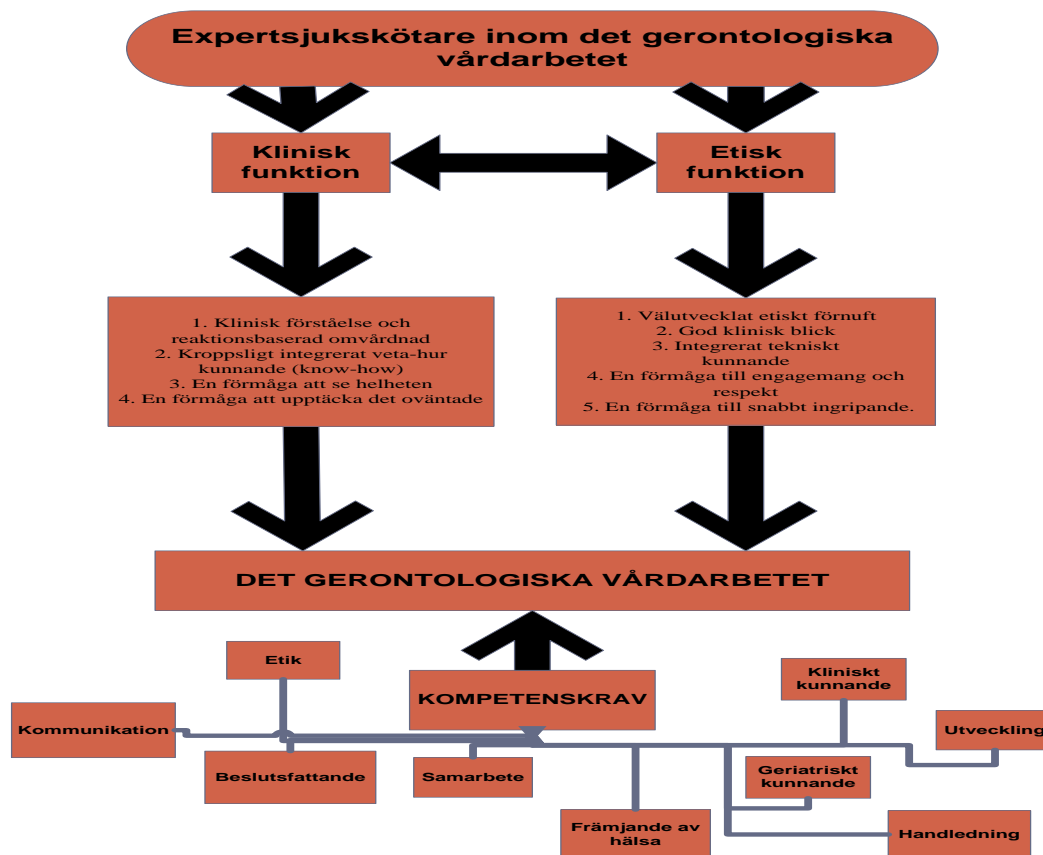 Expertsjukskötare inom det gerontologiska
vårdarbetet
Klinisk
funktion
Etisk
funktion
1. Klinisk förståelse och
reaktionsbaserad omvårdnad
2. Kroppsligt integrerat veta-hur
kunnande (know-how)
3. En förmåga att se helheten
4. En förmåga att upptäcka det oväntade
1. Välutvecklat etiskt förnuft
2. God klinisk blick
3. Integrerat tekniskt
kunnande
4. En förmåga till engagemang och
respekt
5. En förmåga till snabbt ingripande.
DET GERONTOLOGISKA VÅRDARBETET
KOMPETENSKRAV
Etik
Kliniskt
kunnande
Kommunikation
Utveckling
Beslutsfattande
Samarbete
Geriatriskt
kunnande
Främjande av
hälsa
Handledning